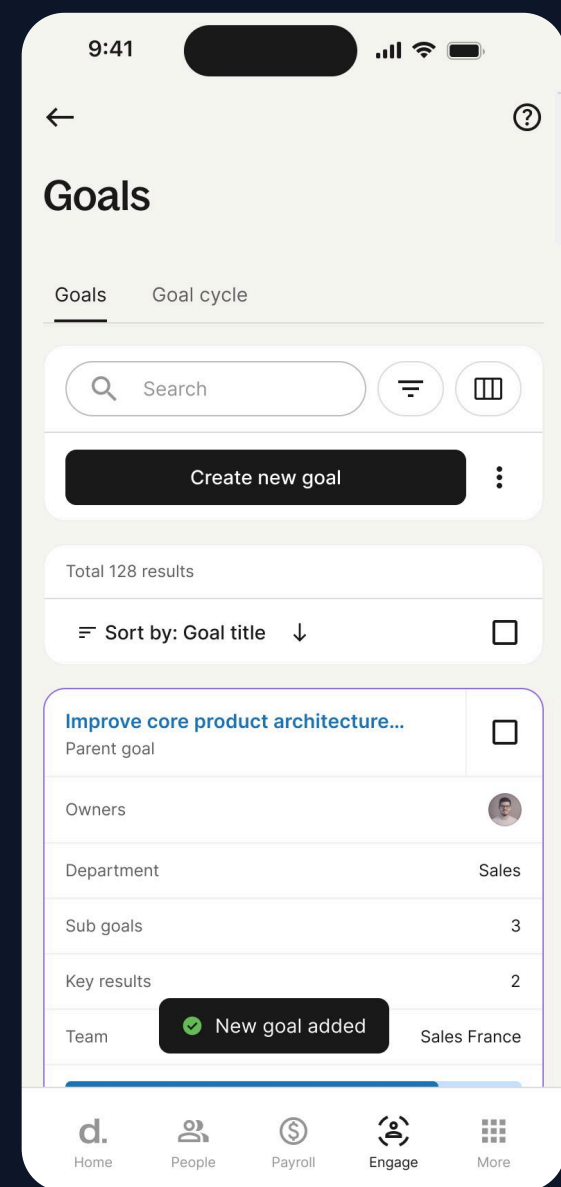 9:41
Goals
Goals Goal cycle
Search
Create new goal
Total 128 results
Sort by: Goal title
Improve core product architecture...
Parent goal
Owners
Department Sales
Sub goals 3
Key results 2
Team Sales France
New goal added
d.
Home People Payroll Engage More